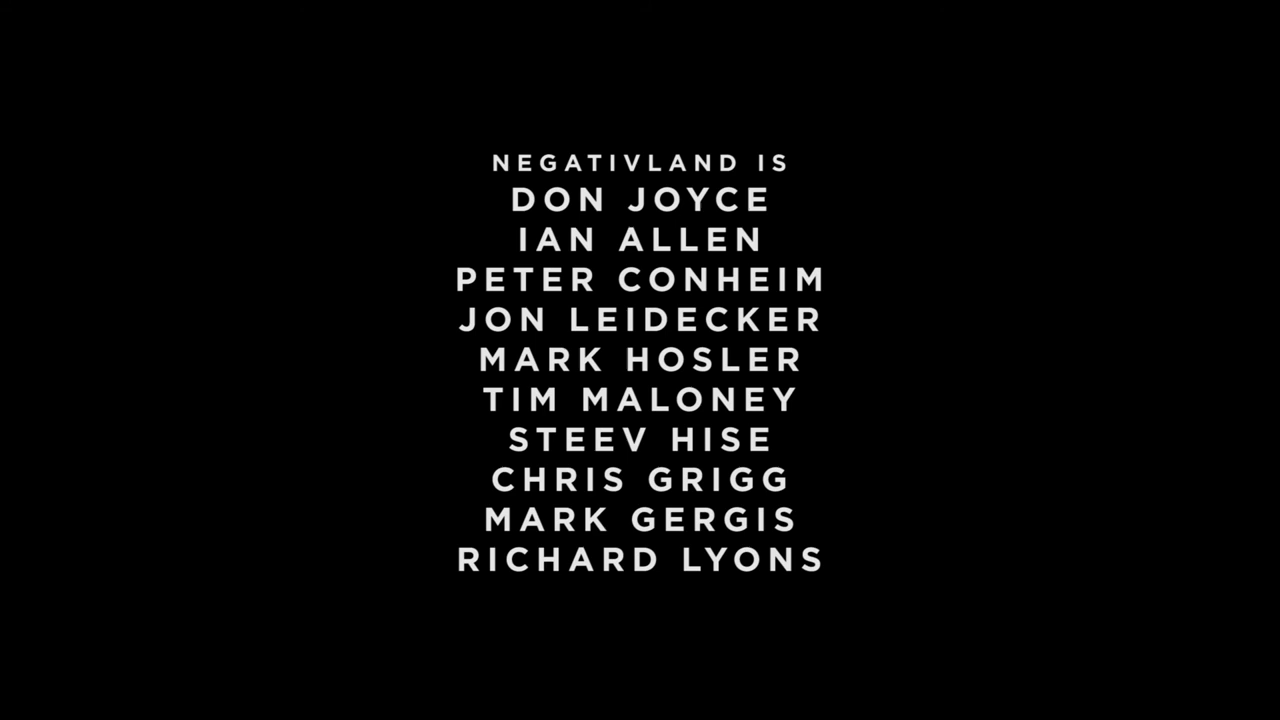 NEGATIVLAND IS
DON JOYCE
IAN ALLEN
PETER CONHEIM
JON LEIDECKER
MARK HOSLER
TIM MALONEY
STEEV HISE
CHRIS GRIGG
MARK GERGIS
RICHARD LYONS